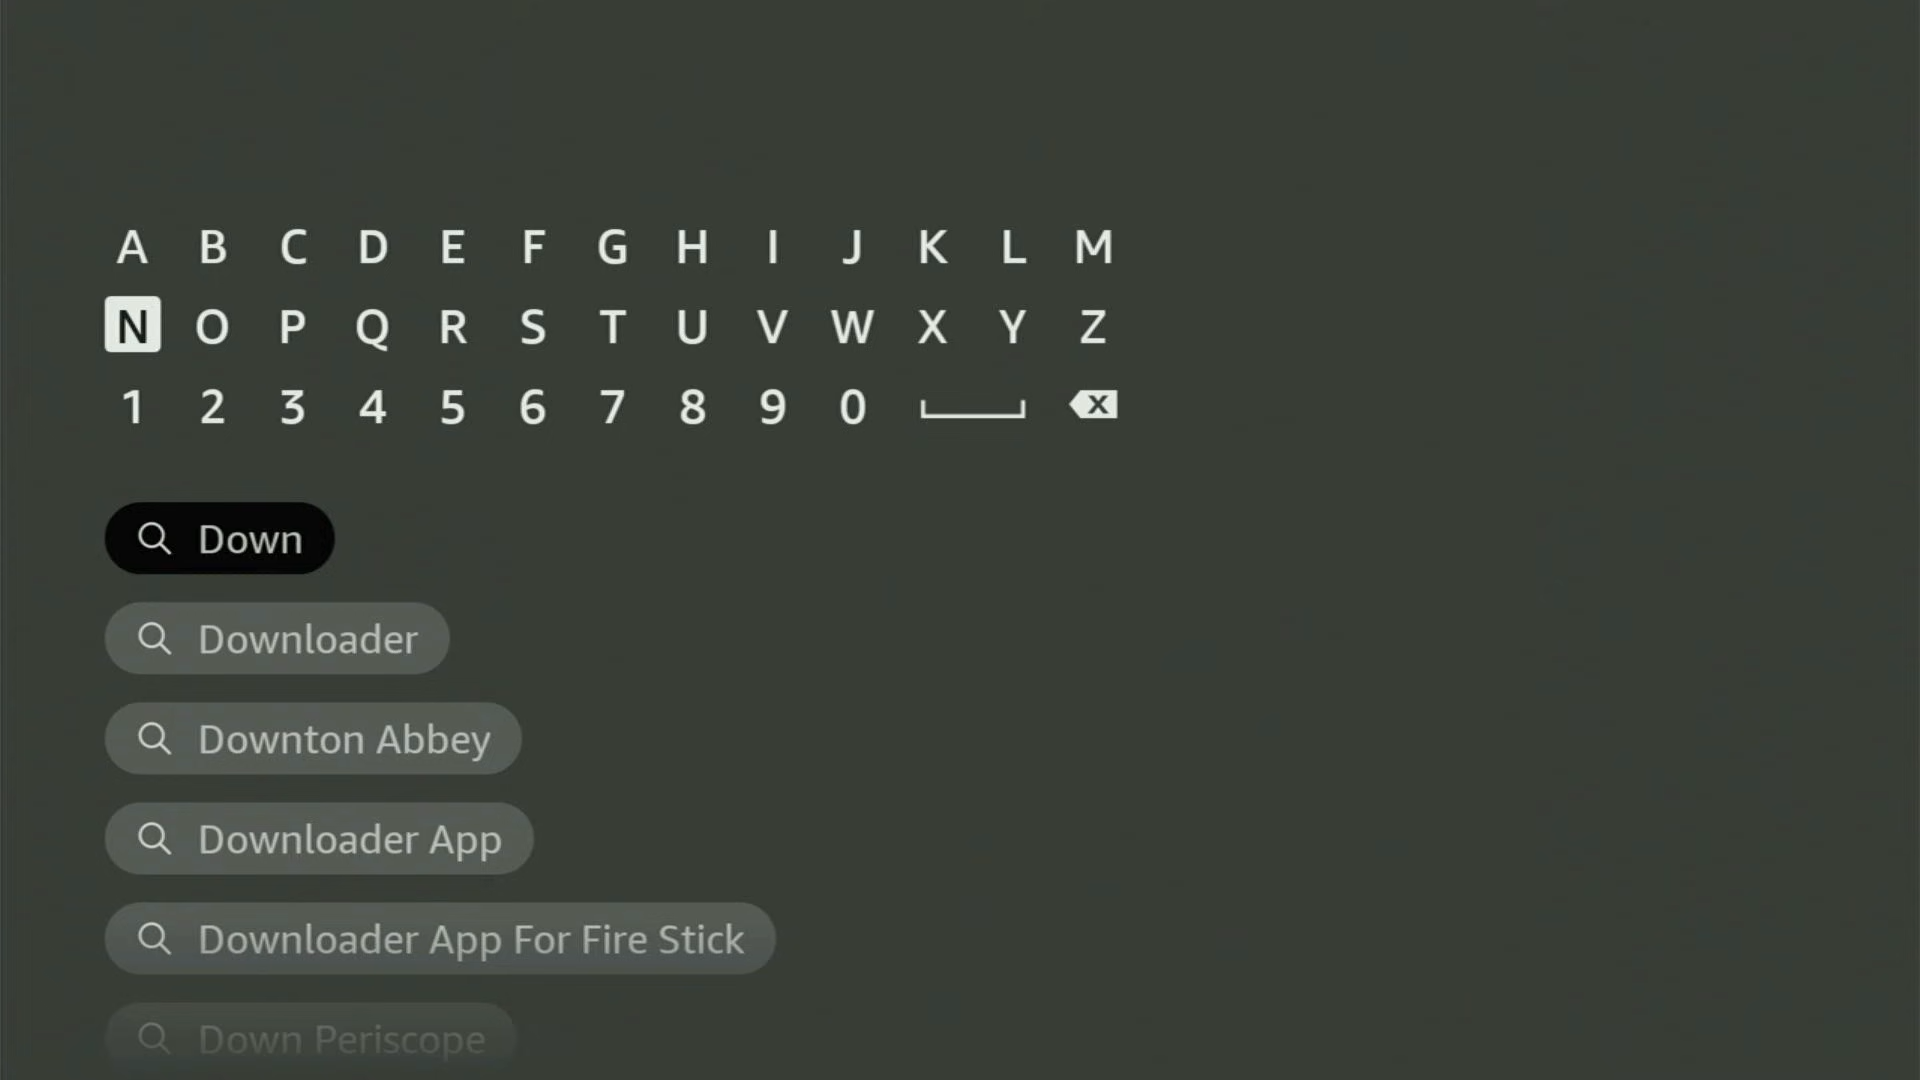 A B C D E F G H I J K L M
N O P Q R S T U V W X Y Z
1 2 3 4 5 6 7 8 9 0
Down
Downloader
Downton Abbey
Downloader App
Downloader App For Fire Stick
Down Periscope